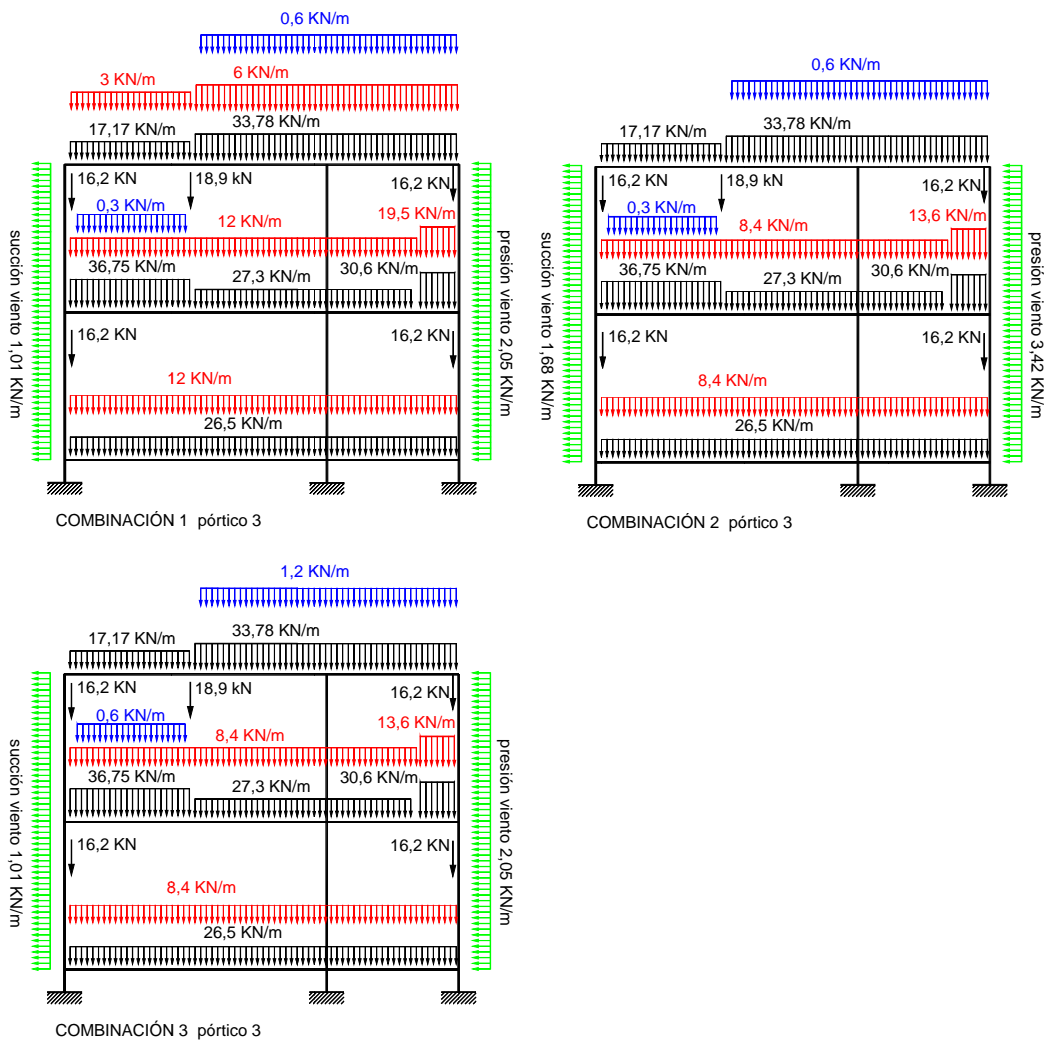 0,6 KN/m
3 KN/m
6 KN/m
17,17 KN/m
33,78 KN/m
16,2 KN
18,9 kN
16,2 KN
0,3 KN/m
12 KN/m
19,5 KN/m
36,75 KN/m
27,3 KN/m
30,6 KN/m
16,2 KN
16,2 KN
12 KN/m
26,5 KN/m
succión viento 1,01 KN/m
presión viento 2,05 KN/m
COMBINACIÓN 1 pórtico 3
0,6 KN/m
17,17 KN/m
33,78 KN/m
16,2 KN
18,9 kN
16,2 KN
0,3 KN/m
8,4 KN/m
13,6 KN/m
36,75 KN/m
27,3 KN/m
30,6 KN/m
16,2 KN
16,2 KN
8,4 KN/m
26,5 KN/m
succión viento 1,68 KN/m
presión viento 3,42 KN/m
COMBINACIÓN 2 pórtico 3
1,2 KN/m
17,17 KN/m
33,78 KN/m
16,2 KN
18,9 kN
16,2 KN
0,6 KN/m
8,4 KN/m
13,6 KN/m
36,75 KN/m
27,3 KN/m
30,6 KN/m
16,2 KN
16,2 KN
8,4 KN/m
26,5 KN/m
succión viento 1,01 KN/m
presión viento 2,05 KN/m
COMBINACIÓN 3 pórtico 3